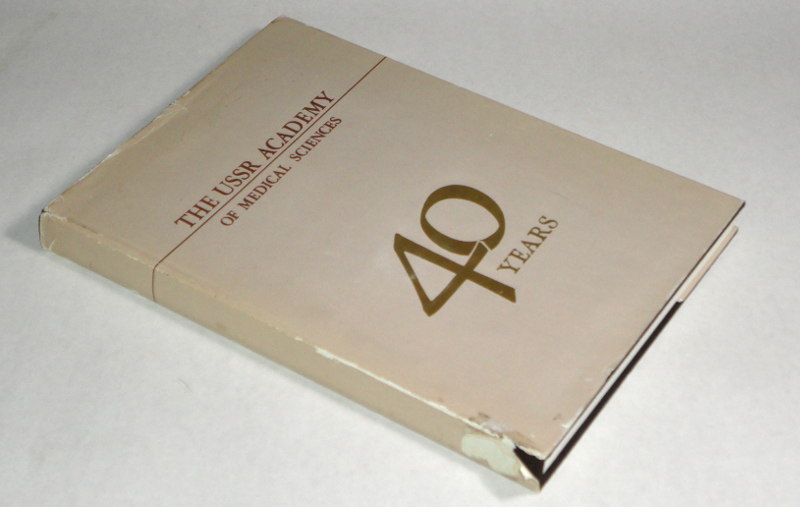 THE USSR ACADEMY
OF MEDICAL SCIENCES
40
YEARS